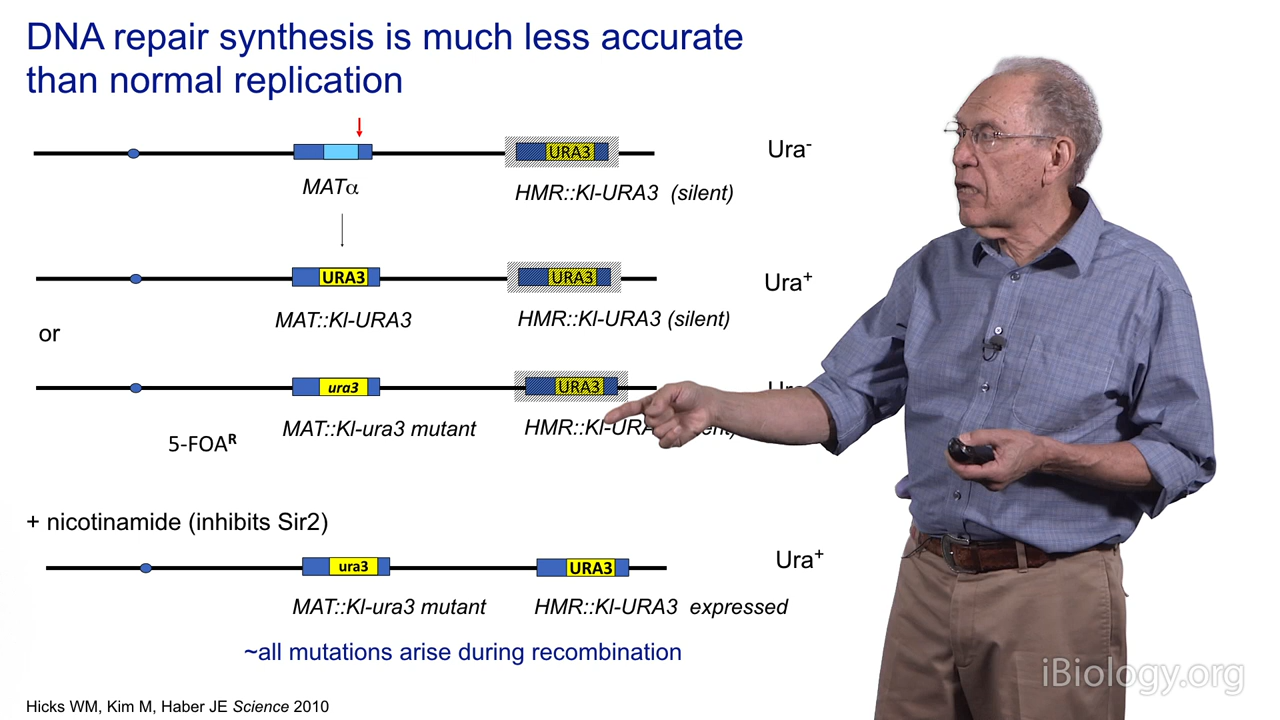 DNA repair synthesis is much less accurate
than normal replication
URA3
Ura-
MATα
HMR::Kl-URA3 (silent)
URA3
URA3
Ura+
MAT::Kl-URA3
HMR::Kl-URA3 (silent)
or
ura3
URA3
MAT::Kl-ura3 mutant
5-FOAR
+ nicotinamide (inhibits Sir2)
ura3
URA3
Ura+
MAT::Kl-ura3 mutant
HMR::Kl-URA3 expressed
~all mutations arise during recombination
iBiology.org
Hicks WM, Kim M, Haber JE Science 2010